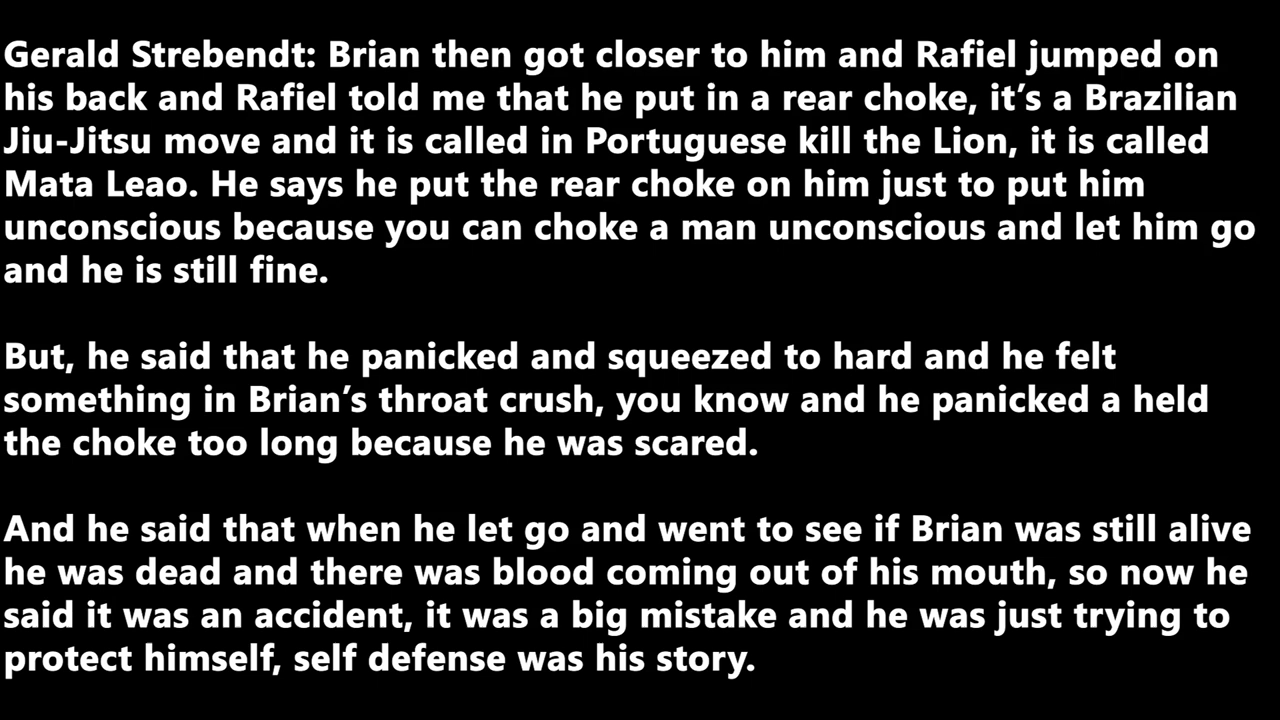 Gerald Strebendt: Brian then got closer to him and Rafiel jumped on
his back and Rafiel told me that he put in a rear choke, it’s a Brazilian
Jiu-Jitsu move and it is called in Portuguese kill the Lion, it is called
Mata Leao. He says he put the rear choke on him just to put him
unconscious because you can choke a man unconscious and let him go
and he is still fine.
But, he said that he panicked and squeezed to hard and he felt
something in Brian’s throat crush, you know and he panicked a held
the choke too long because he was scared.
And he said that when he let go and went to see if Brian was still alive
he was dead and there was blood coming out of his mouth, so now he
said it was an accident, it was a big mistake and he was just trying to
protect himself, self defense was his story.